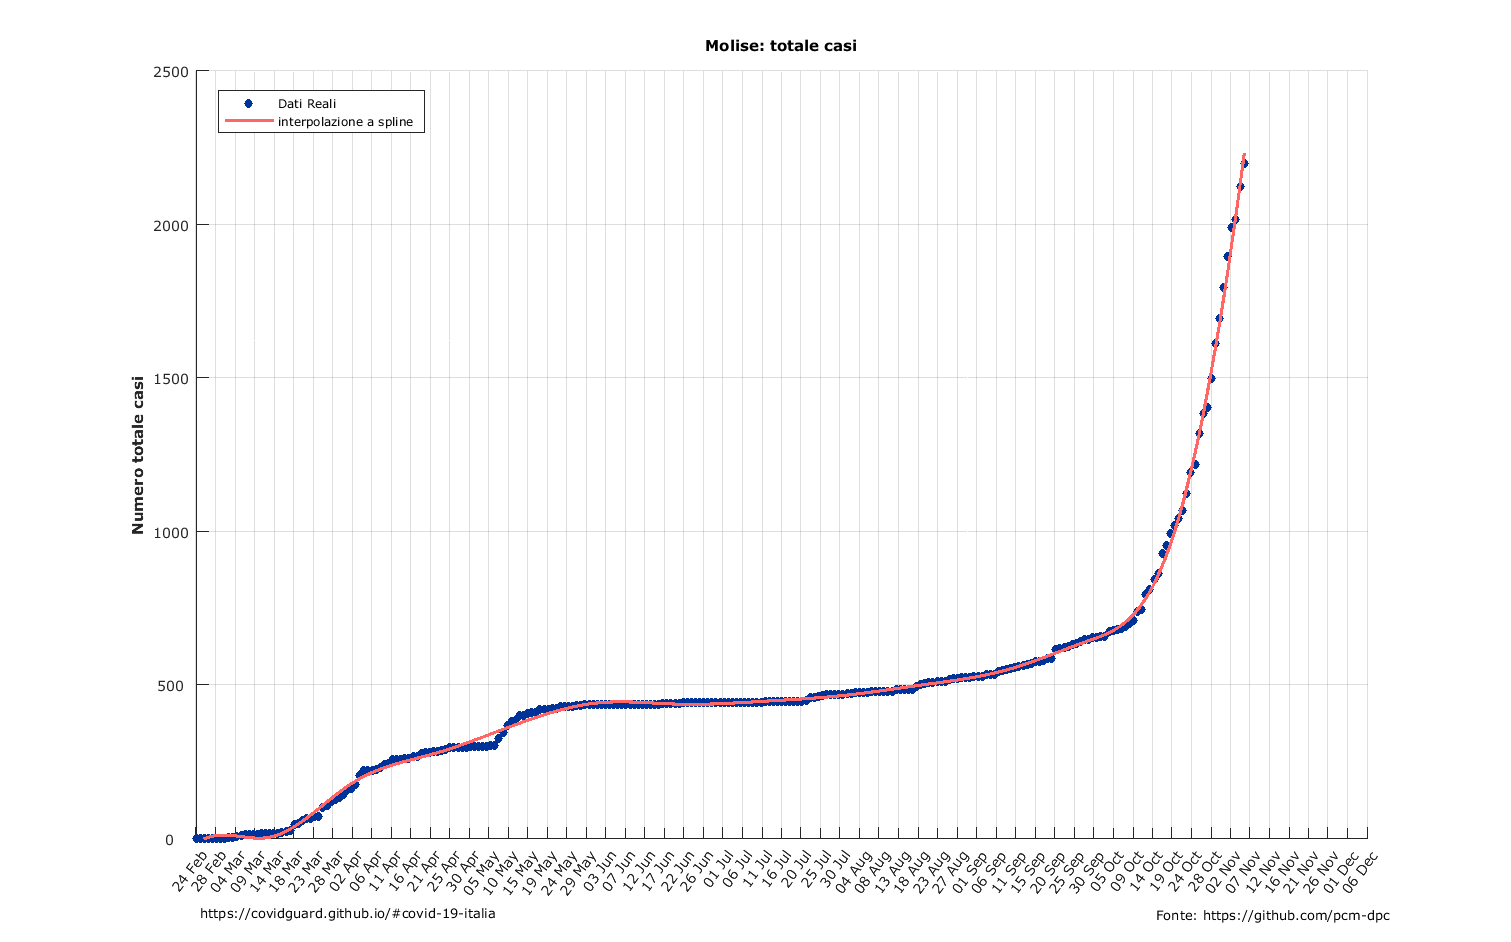 Molise: totale casi
2500
2000
1500
1000
500
0
Numero totale casi
Dati Reali
interpolazione a spline
24 Feb
28 Feb
04 Mar
09 Mar
14 Mar
18 Mar
23 Mar
28 Mar
02 Apr
06 Apr
11 Apr
16 Apr
21 Apr
25 Apr
30 Apr
05 May
10 May
15 May
19 May
24 May
29 May
03 Jun
07 Jun
12 Jun
17 Jun
22 Jun
26 Jun
01 Jul
06 Jul
11 Jul
16 Jul
20 Jul
25 Jul
30 Jul
04 Aug
08 Aug
13 Aug
18 Aug
23 Aug
27 Aug
01 Sep
06 Sep
11 Sep
15 Sep
20 Sep
25 Sep
30 Sep
05 Oct
09 Oct
14 Oct
19 Oct
24 Oct
28 Oct
02 Nov
07 Nov
12 Nov
16 Nov
21 Nov
26 Nov
01 Dec
06 Dec
https://covidguard.github.io/#covid-19-italia
Fonte: https://github.com/pcm-dpc